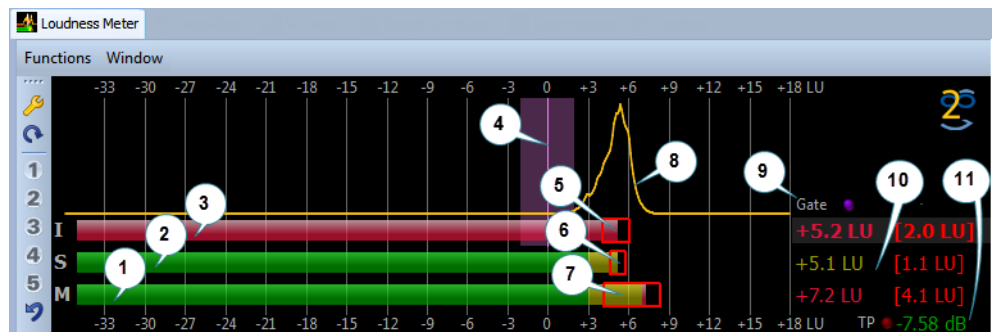 Loudness Meter
Functions Window
-33 -30 -27 -24 -21 -18 -15 -12 -9 -6 -3 0 +3 +6 +9 +12 +15 +18 LU
4
8
9
10
11
1
2
3
4
5
Gate
3
5
I
+5.2 LU [2.0 LU]
2
6
S
+5.1 LU [1.1 LU]
1
7
M
+7.2 LU [4.1 LU]
-33 -30 -27 -24 -21 -18 -15 -12 -9 -6 -3 0 +3 +6 +9 +12 +15 +18 LU
TP -7.58 dB